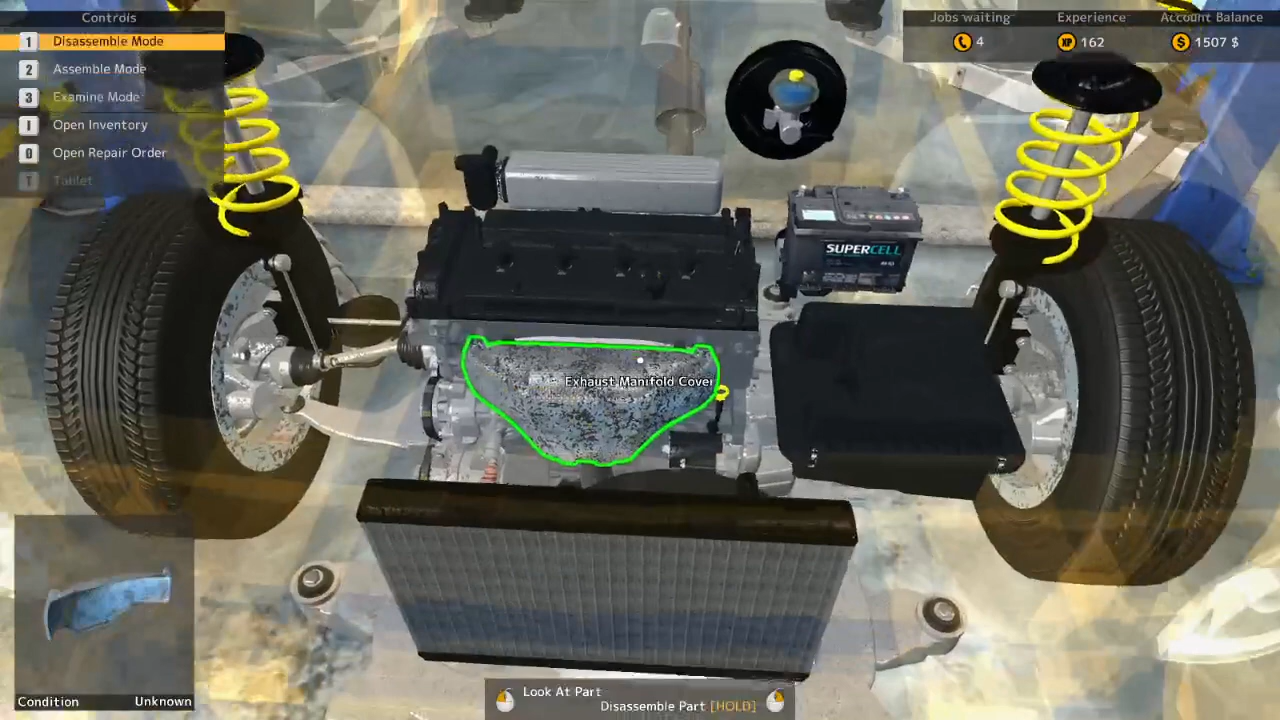 Controls
1 Disassemble Mode
2 Assemble Mode
3 Examine Mode
I Open Inventory
O Open Repair Order
T Tablet
Jobs waiting Experience Account Balance
4 XP 162 $ 1507 $
SUPERCELL
Exhaust Manifold Cover
Condition Unknown
Look At Part
Disassemble Part [HOLD]